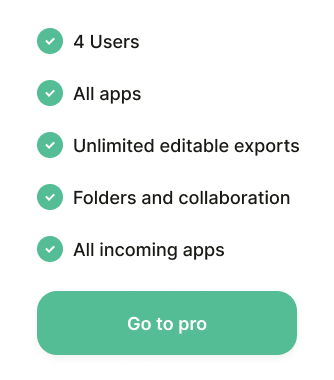 4 Users
All apps
Unlimited editable exports
Folders and collaboration
All incoming apps
Go to pro